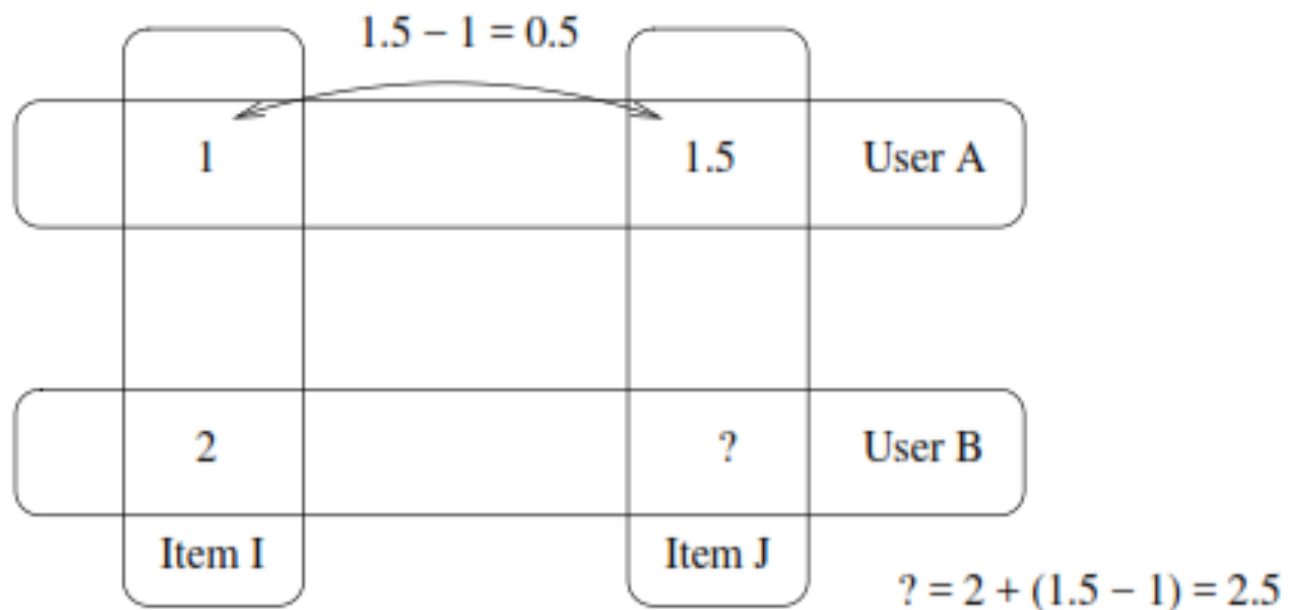 1.5 − 1 = 0.5
1 1.5 User A
2 ? User B
Item I Item J
? = 2 + (1.5 − 1) = 2.5